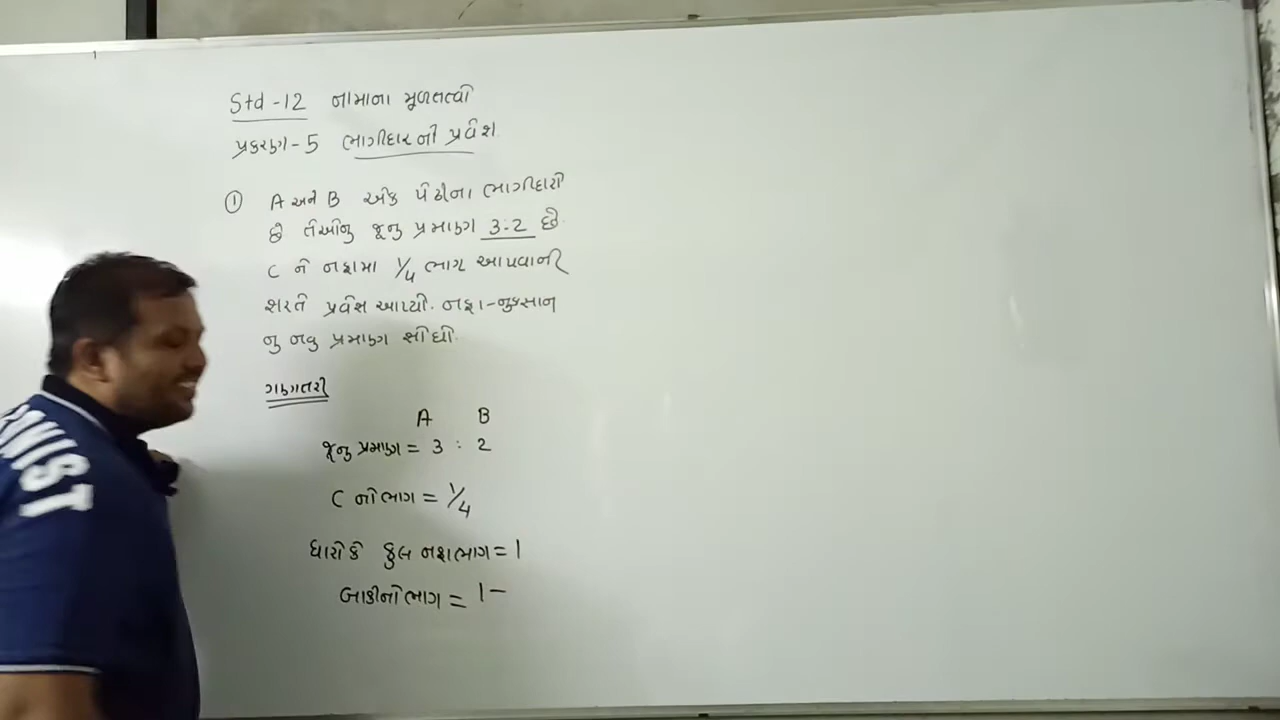 Std-12 નામાના મૂળતત્વો
પ્રકરણ-5 ભાગીદારનો પ્રવેશ.
① A અને B એક પેઢીના ભાગીદારો
છે તેઓનુ જૂનુ પ્રમાણ 3:2 છે.
C ને નફામા 1/4 ભાગ આપવાની
શરતે પ્રવેશ આપ્યો. નફા-નુકસાન
નુ નવુ પ્રમાણ શોધો.
ગણતરી
A B
જૂનુ પ્રમાણ = 3 : 2
C નો ભાગ = 1/4
ધારો કે કુલ નફાભાગ = 1
બાકીનો ભાગ = 1-
NIST